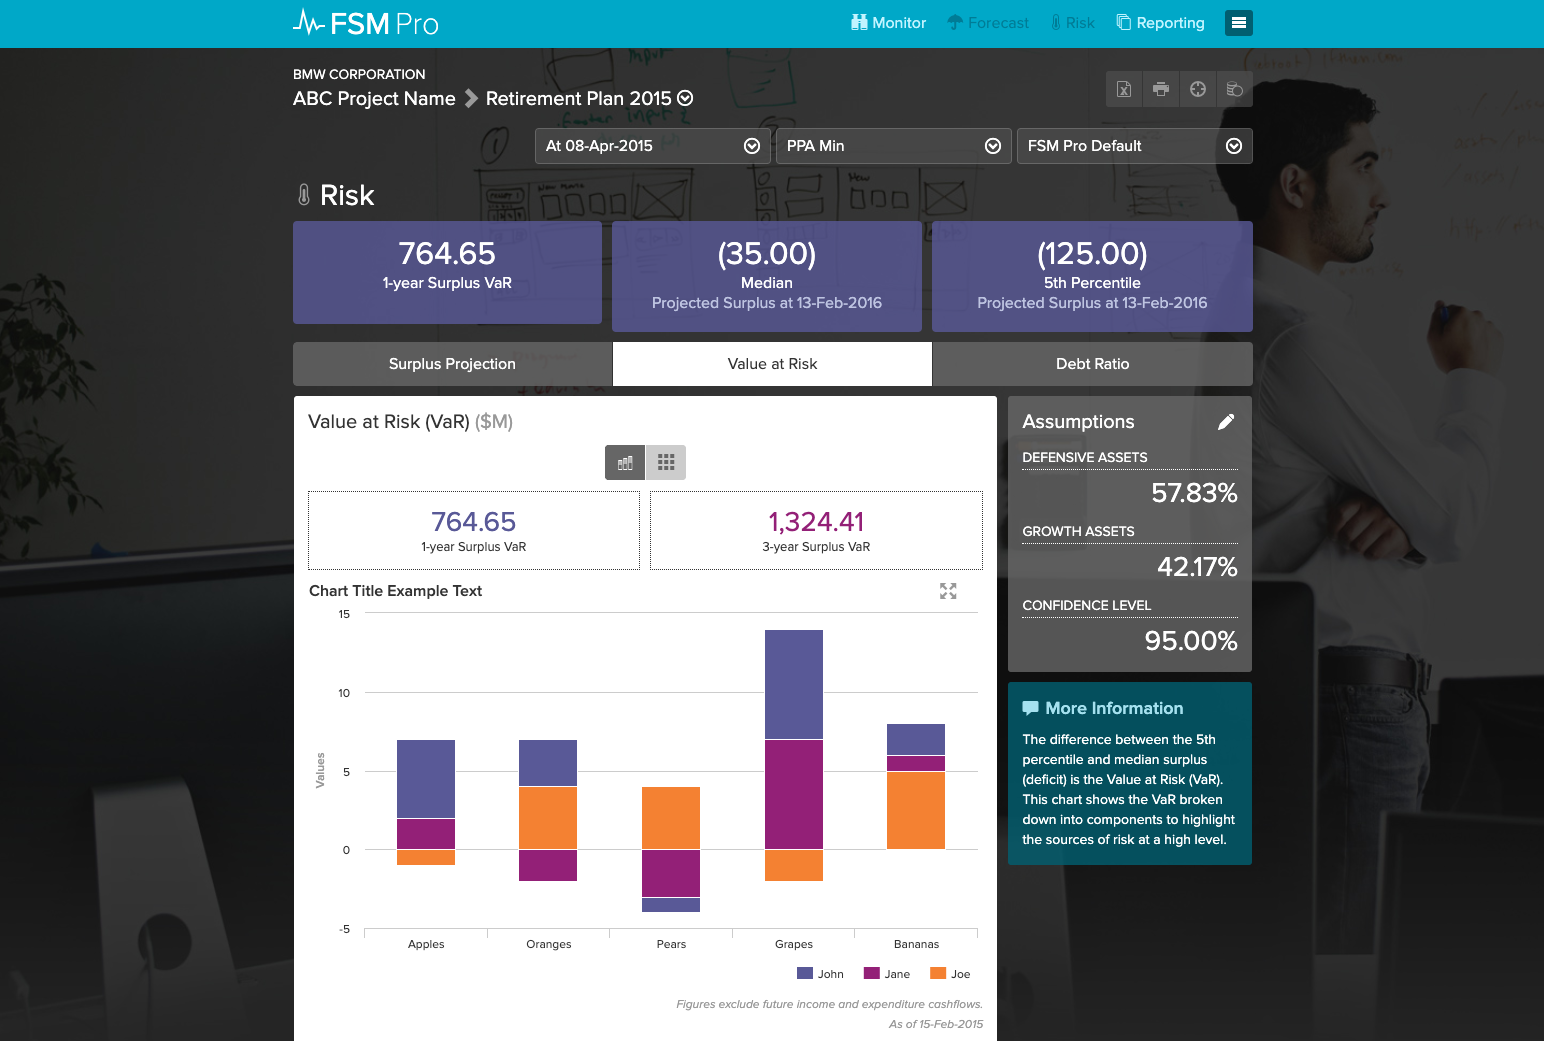 FSM Pro
Monitor
Forecast
Risk
Reporting
BMW CORPORATION
ABC Project Name
Retirement Plan 2015
At 08-Apr-2015
PPA Min
FSM Pro Default
Risk
764.65
1-year Surplus VaR
(35.00)
Median
Projected Surplus at 13-Feb-2016
(125.00)
5th Percentile
Projected Surplus at 13-Feb-2016
Surplus Projection
Value at Risk
Debt Ratio
Value at Risk (VaR) ($M)
764.65
1-year Surplus VaR
1,324.41
3-year Surplus VaR
Chart Title Example Text
15
10
5
0
-5
Values
Apples
Oranges
Pears
Grapes
Bananas
John
Jane
Joe
Figures exclude future income and expenditure cashflows.
As of 15-Feb-2015
Assumptions
DEFENSIVE ASSETS
57.83%
GROWTH ASSETS
42.17%
CONFIDENCE LEVEL
95.00%
More Information
The difference between the 5th
percentile and median surplus
(deficit) is the Value at Risk (VaR).
This chart shows the VaR broken
down into components to highlight
the sources of risk at a high level.